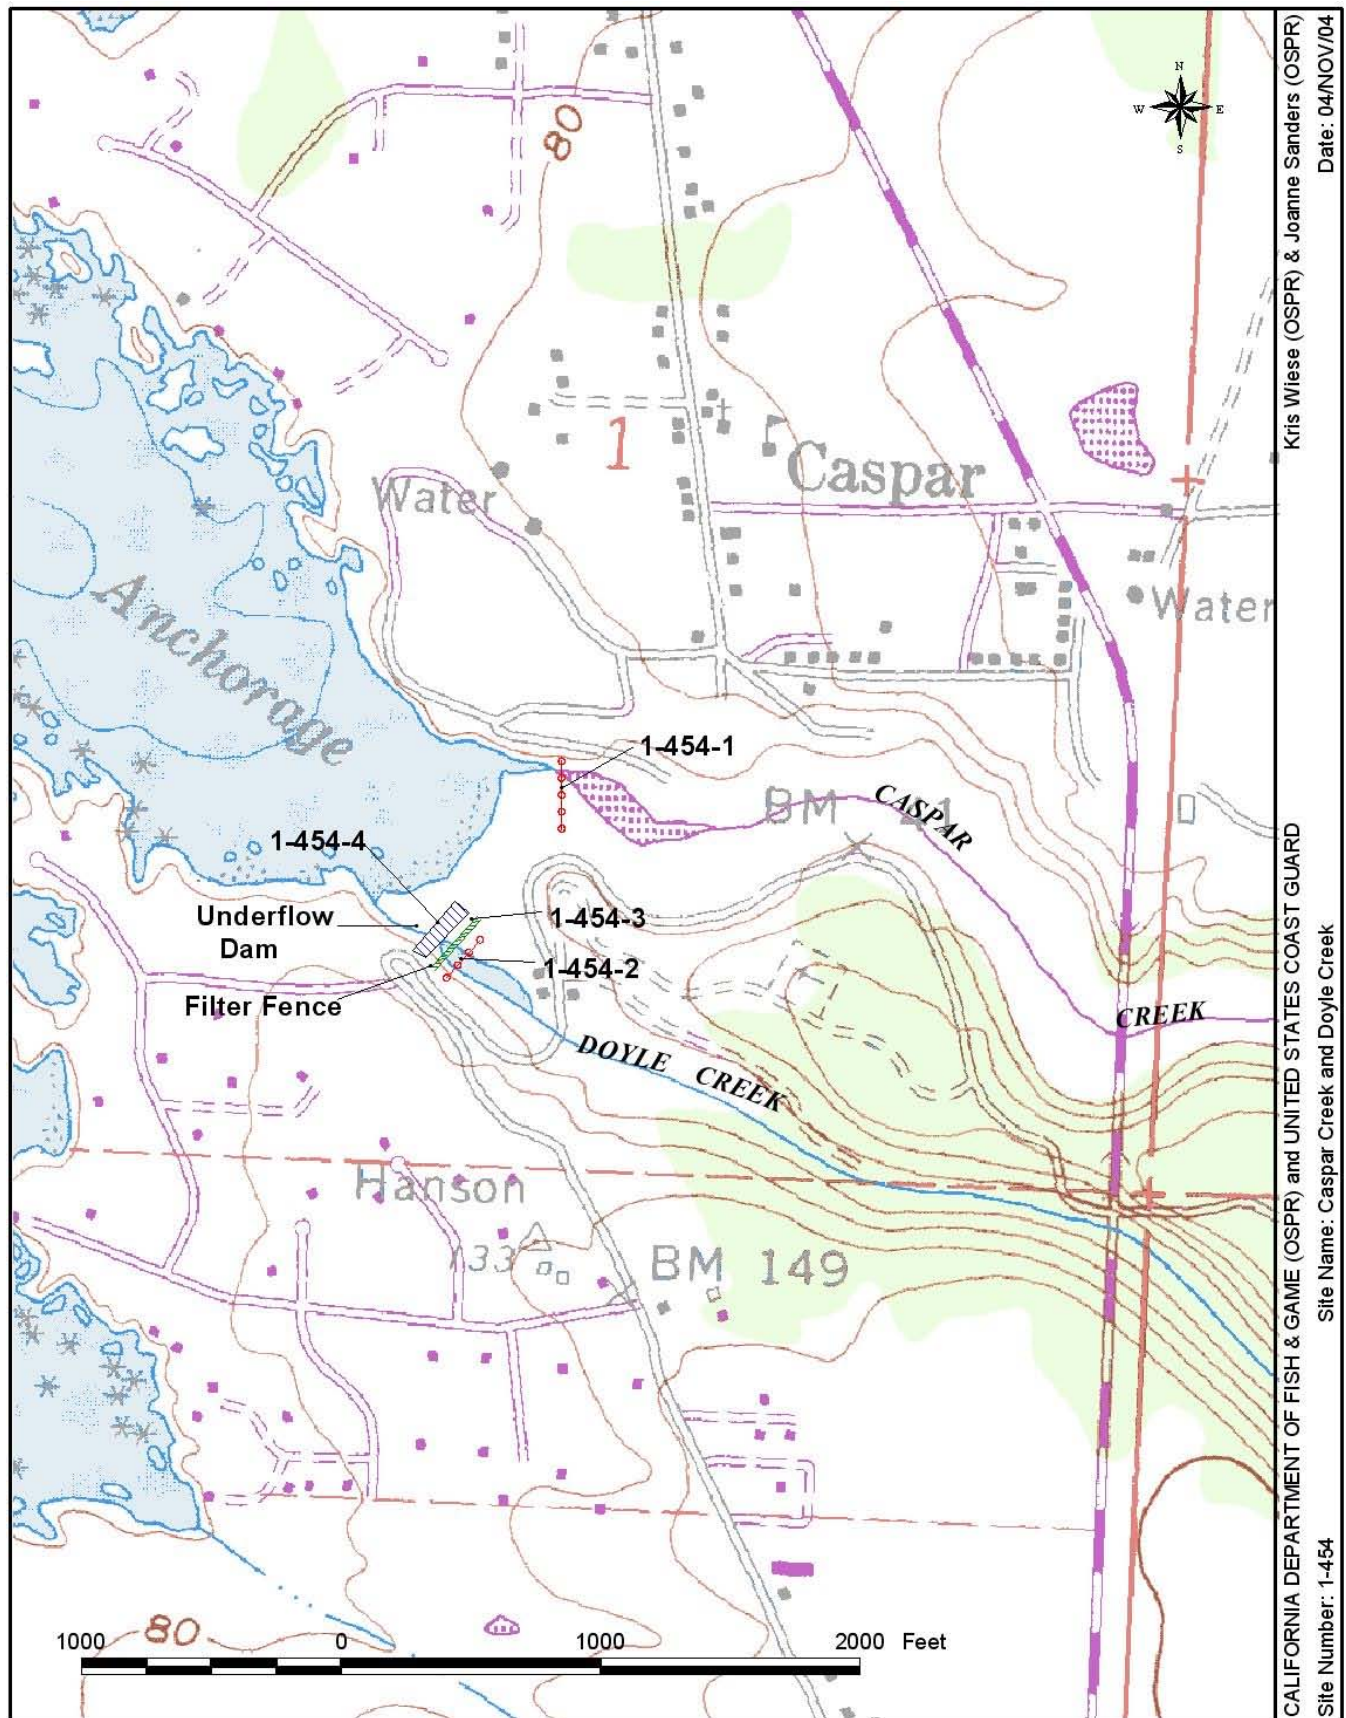 N
W E
S
80
1
Caspar
Water
Water
Anchorage
1-454-1
BM 21
CASPAR
1-454-4
Underflow
Dam
1-454-3
1-454-2
Filter Fence
CREEK
DOYLE CREEK
Hanson
133
BM 149
80
1000 0 1000 2000 Feet
Kris Wiese (OSPR) & Joanne Sanders (OSPR)
Date: 04/NOV/04
CALIFORNIA DEPARTMENT OF FISH & GAME (OSPR) and UNITED STATES COAST GUARD
Site Number: 1-454
Site Name: Caspar Creek and Doyle Creek